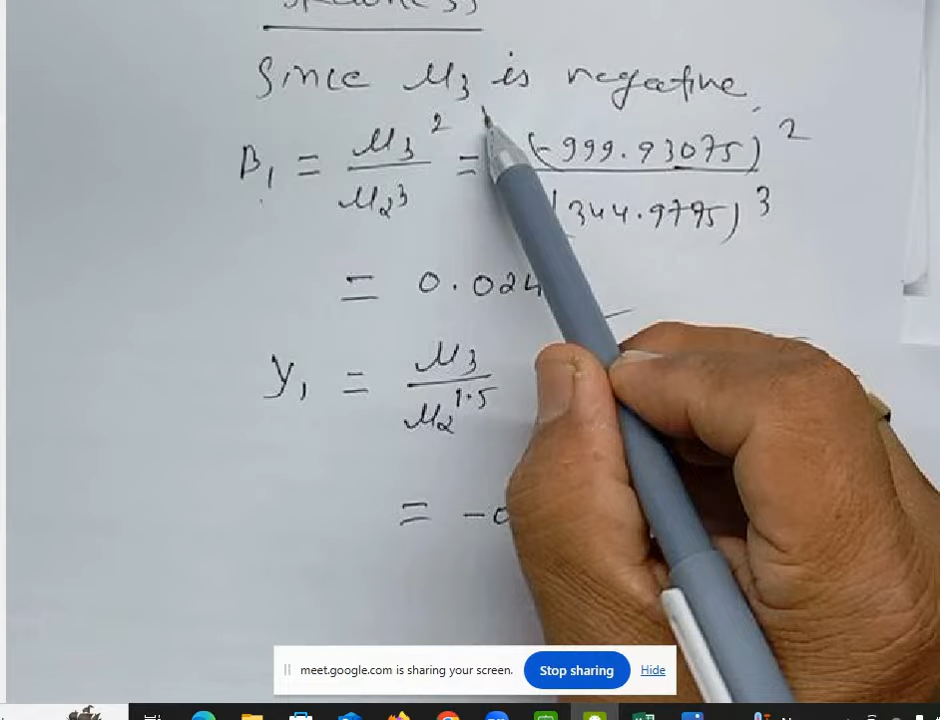 Since μ3 is negative,
β1 = μ3² / μ2³ = (-999.93075)² / (344.9795)³
= 0.024
γ1 = μ3 / μ2^1.5
= -0
meet.google.com is sharing your screen. Stop sharing Hide